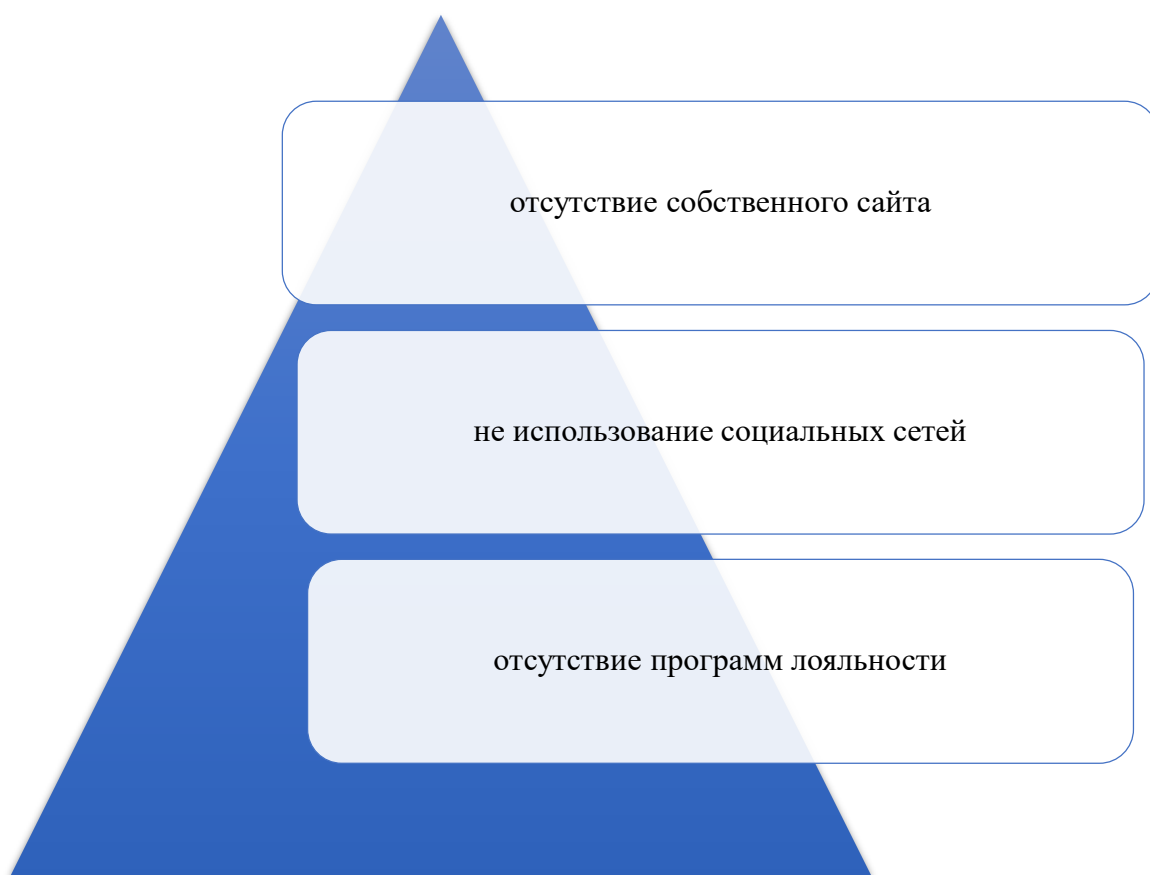 отсутствие собственного сайта
не использование социальных сетей
отсутствие программ лояльности